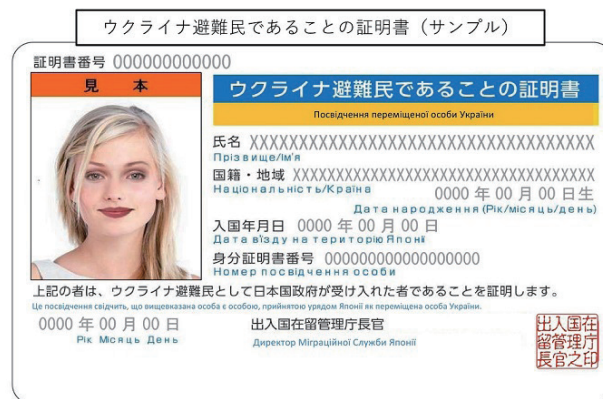 ウクライナ避難民であることの証明書（サンプル）
証明書番号 000000000000
見 本
ウクライナ避難民であることの証明書
Посвідчення переміщеної особи України
氏名 XXXXXXXXXXXXXXXXXXXXXXXXXXXXXXXXXX
Прізвище/Ім'я
国籍・地域 XXXXXXXXXXXXXXXXXXXXXXXXXXXXXX
Національність/Країна
0000 年 00 月 00 日生
Дата народження (Рік/місяць/день)
入国年月日 0000 年 00 月 00 日
Дата в'їзду на територію Японії
身分証明書番号 0000000000000000
Номер посвідчення особи
上記の者は、ウクライナ避難民として日本国政府が受け入れた者であることを証明します。
Це посвідчення свідчить, що вищевказана особа є особою, прийнятою урядом Японії як переміщена особа України.
0000 年 00 月 00 日
Рік Місяць День
出入国在留管理庁長官
Директор Міграційної Служби Японії
出入国在
留管理庁
長官之印